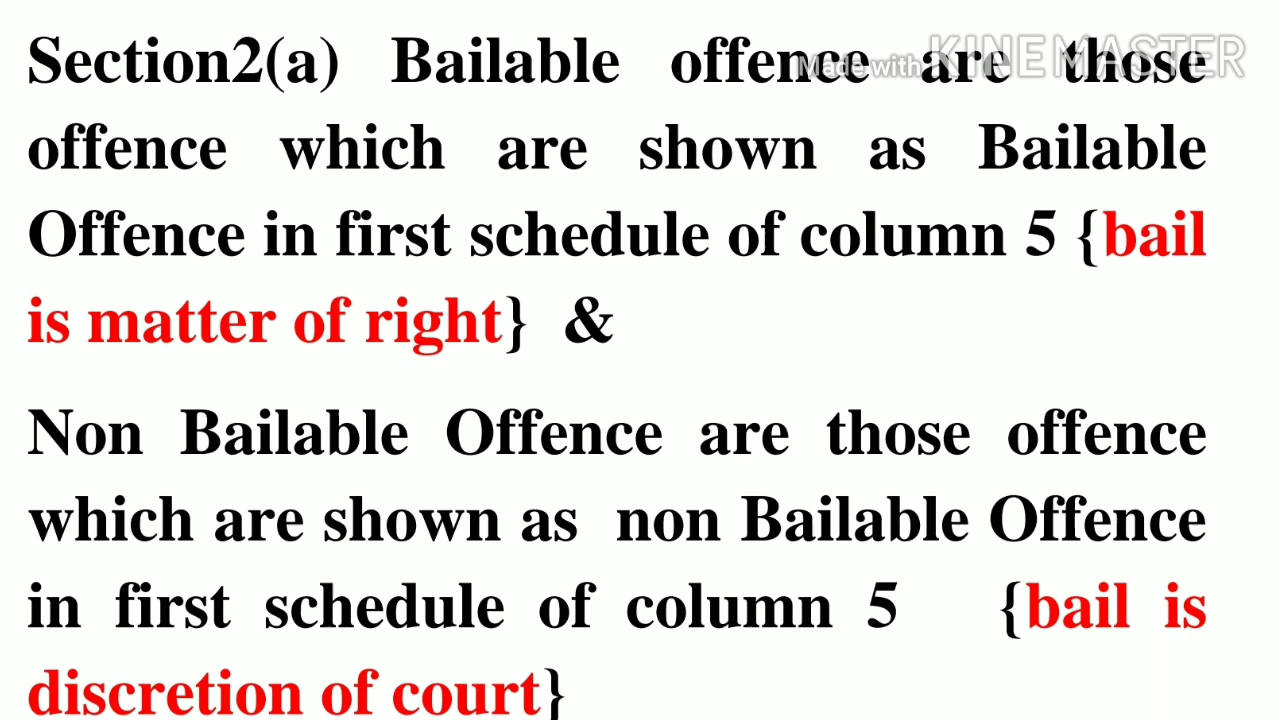 Section2(a) Bailable offence are those
Made with KINEMASTER
offence which are shown as Bailable
Offence in first schedule of column 5 {bail
is matter of right} &
Non Bailable Offence are those offence
which are shown as non Bailable Offence
in first schedule of column 5 {bail is
discretion of court}